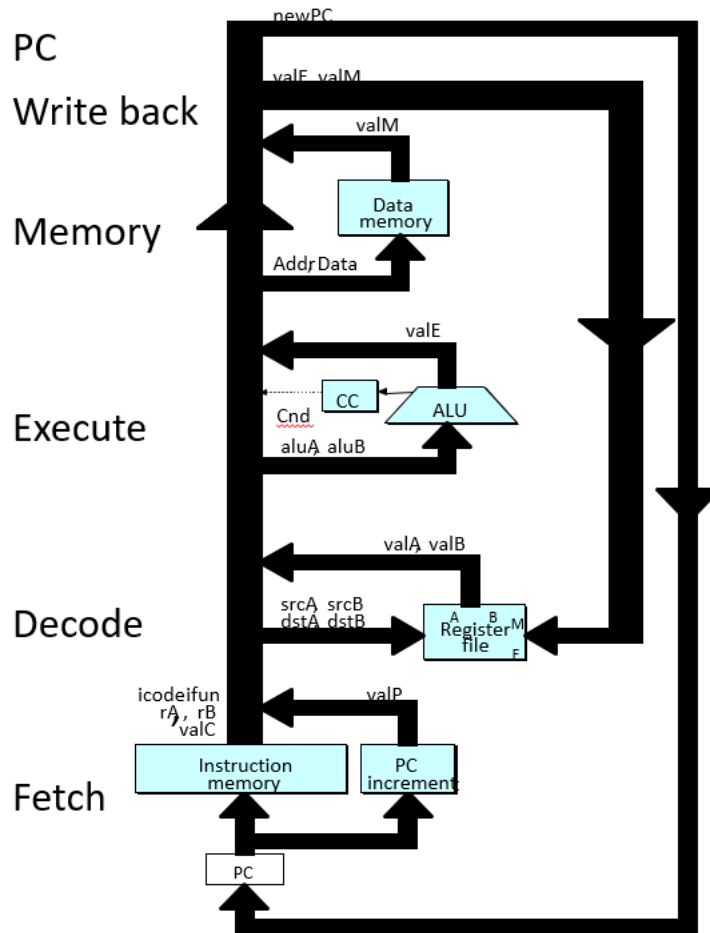 newPC
PC
valE, valM
Write back
valM
Data
memory
Memory
Addr, Data
valE
CC
ALU
Cnd
Execute
aluA, aluB
valA, valB
srcA, srcB
dstA, dstB
A B
M
Register
file
E
Decode
icodeifun
rA, rB
valC
valP
Instruction
memory
PC
increment
Fetch
PC